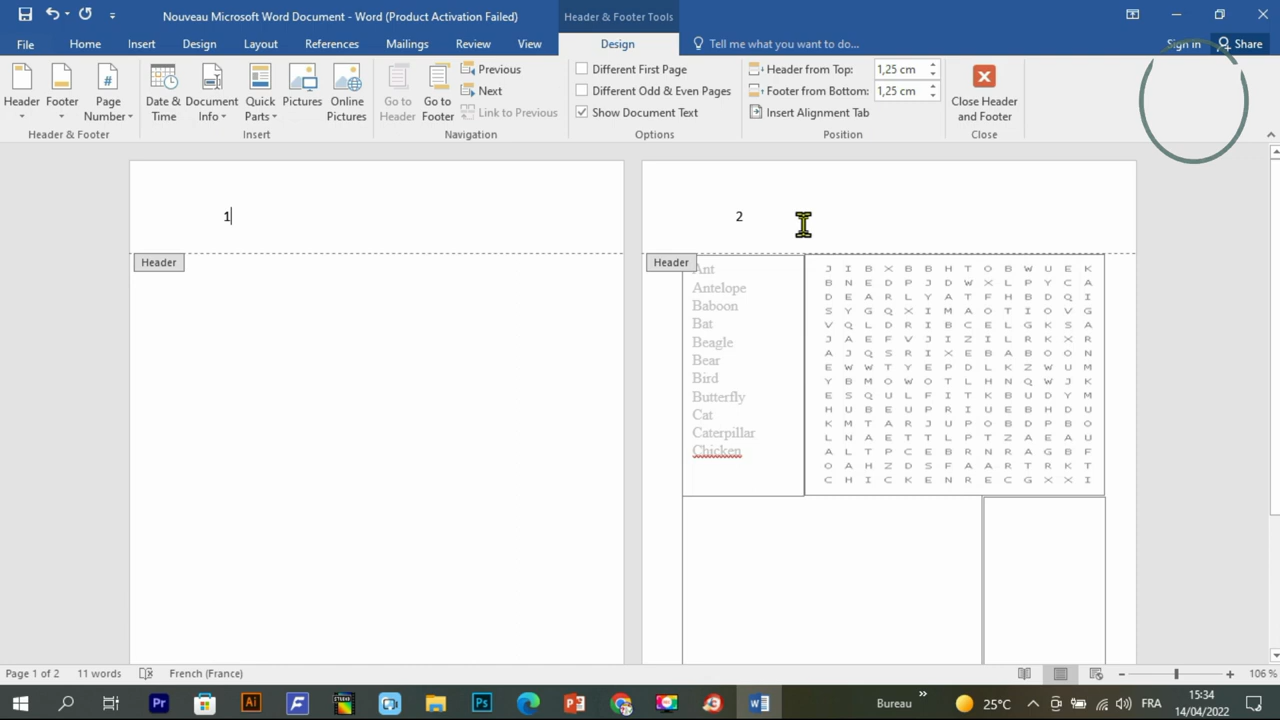 Nouveau Microsoft Word Document - Word (Product Activation Failed)
Header & Footer Tools
File Home Insert Design Layout References Mailings Review View Design Tell me what you want to do... Sign in Share
Header Footer Page Number
Header & Footer
Date & Time Document Info Quick Parts Pictures Online Pictures
Insert
Go to Header Go to Footer Previous
Next
Link to Previous
Navigation
Different First Page
Different Odd & Even Pages
Show Document Text
Options
Header from Top: 1,25 cm
Footer from Bottom: 1,25 cm
Insert Alignment Tab
Position
Close Header and Footer
Close
1
Header
2
Header
Ant
Antelope
Baboon
Bat
Beagle
Bear
Bird
Butterfly
Cat
Caterpillar
Chicken
J I B X B B H T O B W U E K
B N E D P J D W X L P Y C A
D E A R L Y A T F H B D Q I
S Y G Q X I M A O T I O V G
V Q L D R I B C E L G K S A
J A E F V J I Z I L R K X R
A J Q S R I X E B A B O O N
E W W T Y E P D L K Z W U M
Y B M O W O T L H N Q W J K
E S Q U L F I T K B U D Y M
H U B E U P R I U E B H D U
K M T A R J U P O B D P B O
L N A E T T L P T Z A E A U
A L T P C E B R N R A G B F
O A H Z D S F A A R T R K T
C H I C K E N R E C G X X I
Page 1 of 2 11 words French (France) 106 %
Pr Ai F STUDIO Ps P W Bureau 25°C FRA 15:34
14/04/2022